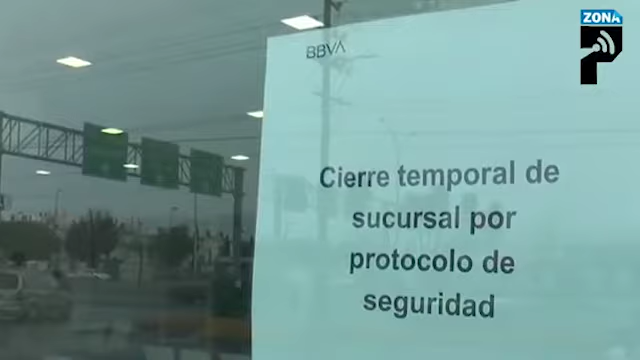 ZONA
P
BBVA
Cierre temporal de
sucursal por
protocolo de
seguridad